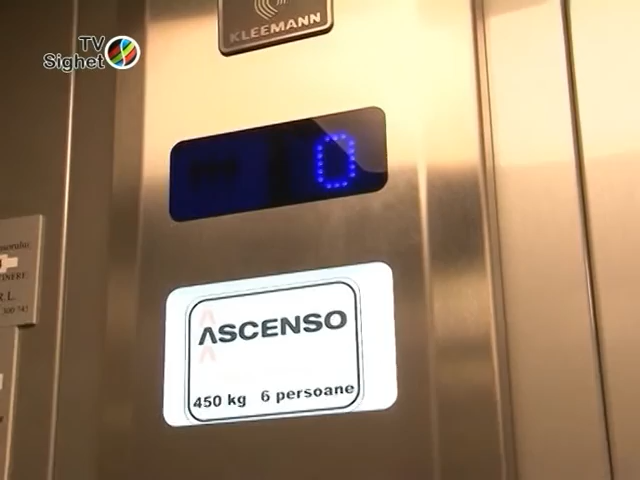 TV
Sighet
KLEEMANN
0
ASCENSO
450 kg 6 persoane
R.L.